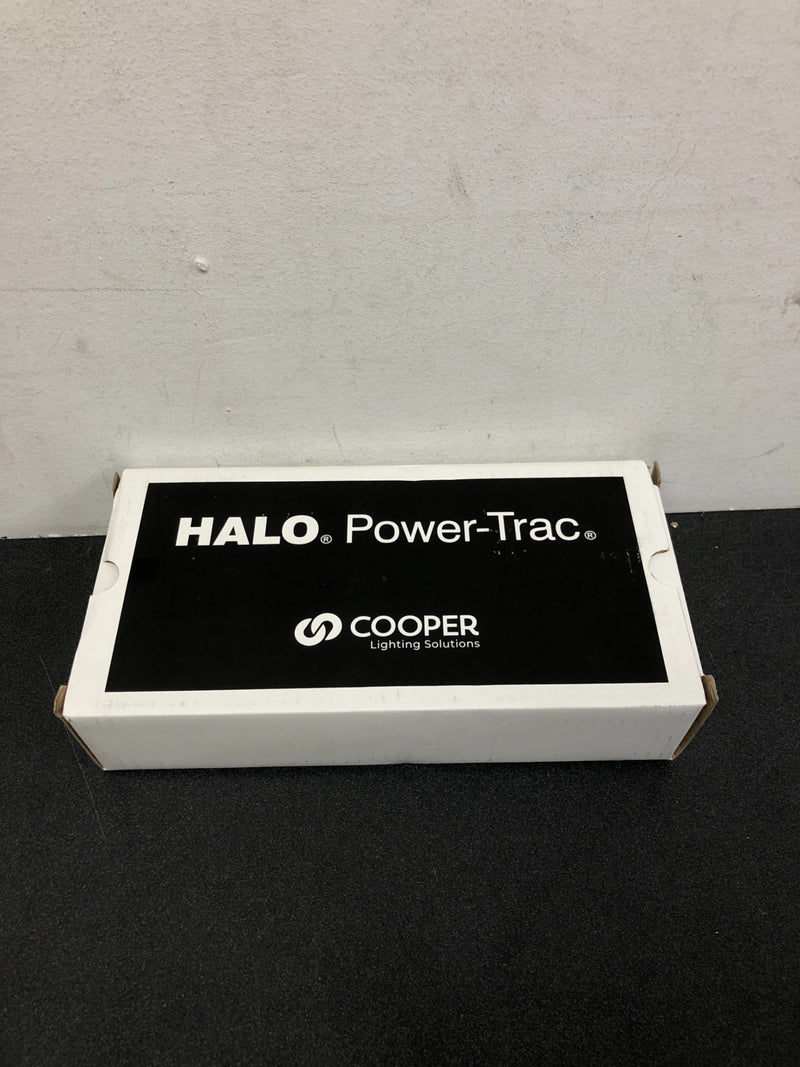 HALO® Power-Trac®
COOPER
Lighting Solutions